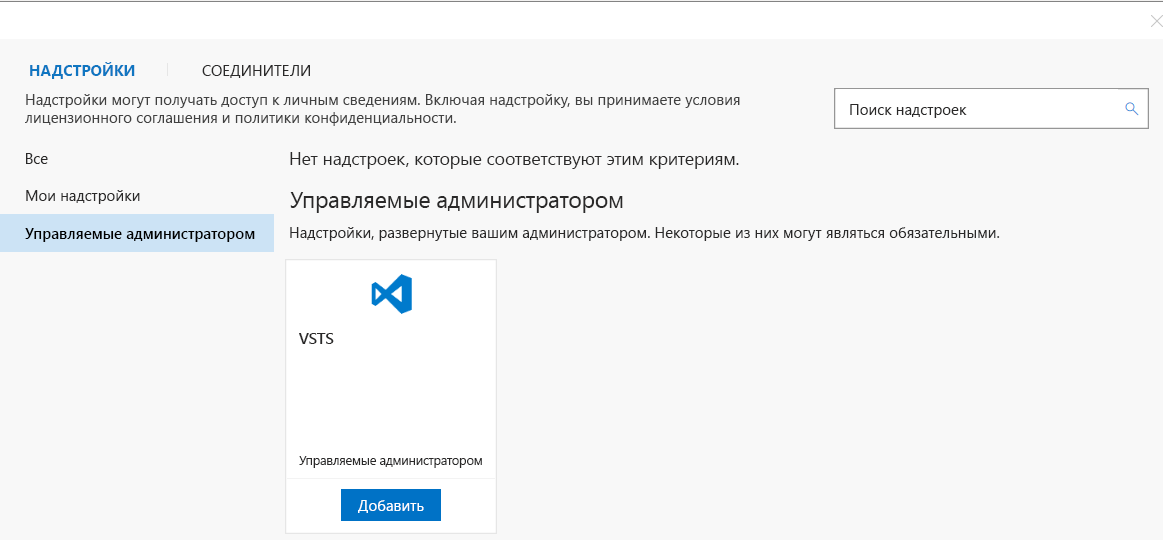 НАДСТРОЙКИ
СОЕДИНИТЕЛИ
Надстройки могут получать доступ к личным сведениям. Включая надстройку, вы принимаете условия
лицензионного соглашения и политики конфиденциальности.
Поиск надстроек
Все
Мои надстройки
Управляемые администратором
Нет надстроек, которые соответствуют этим критериям.
Управляемые администратором
Надстройки, развернутые вашим администратором. Некоторые из них могут являться обязательными.
VSTS
Управляемые администратором
Добавить